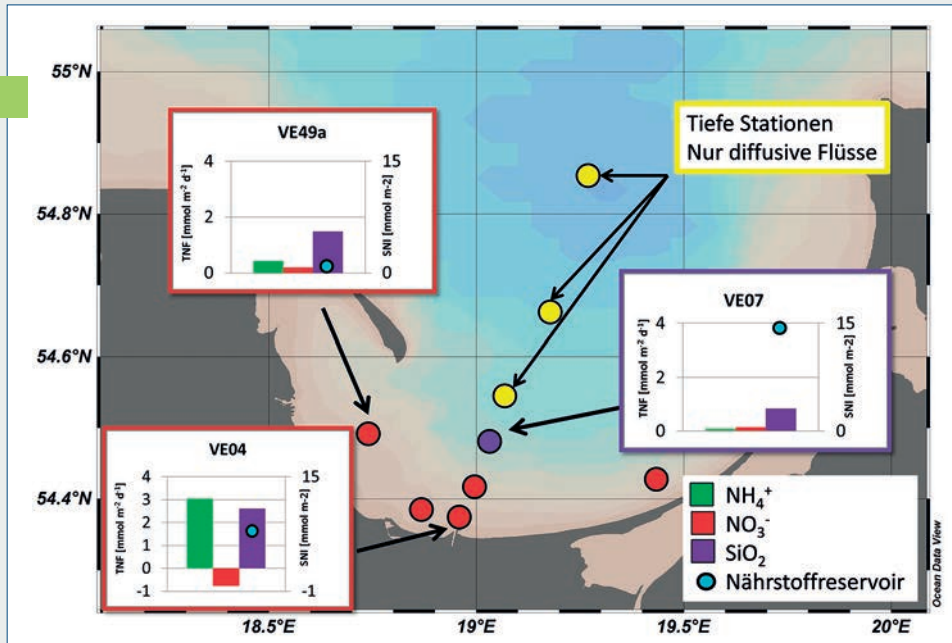 55°N
54.8°
54.6°N
54.4°N
18.5°E
19°E
19.5°E
20°E
VE49a
TNF [mmol m⁻² d⁻¹]
4
2
0
SNI [mmol m-2]
15
0
Tiefe Stationen
Nur diffusive Flüsse
VE07
TNF [mmol m⁻² d⁻¹]
4
2
0
SNI [mmol m-2]
15
0
VE04
TNF [mmol m⁻² d⁻¹]
4
3
2
1
0
-1
SNI [mmol m-2]
15
-1
NH₄⁺
NO₃⁻
SiO₂
Nährstoffreservoir
Ocean Data View